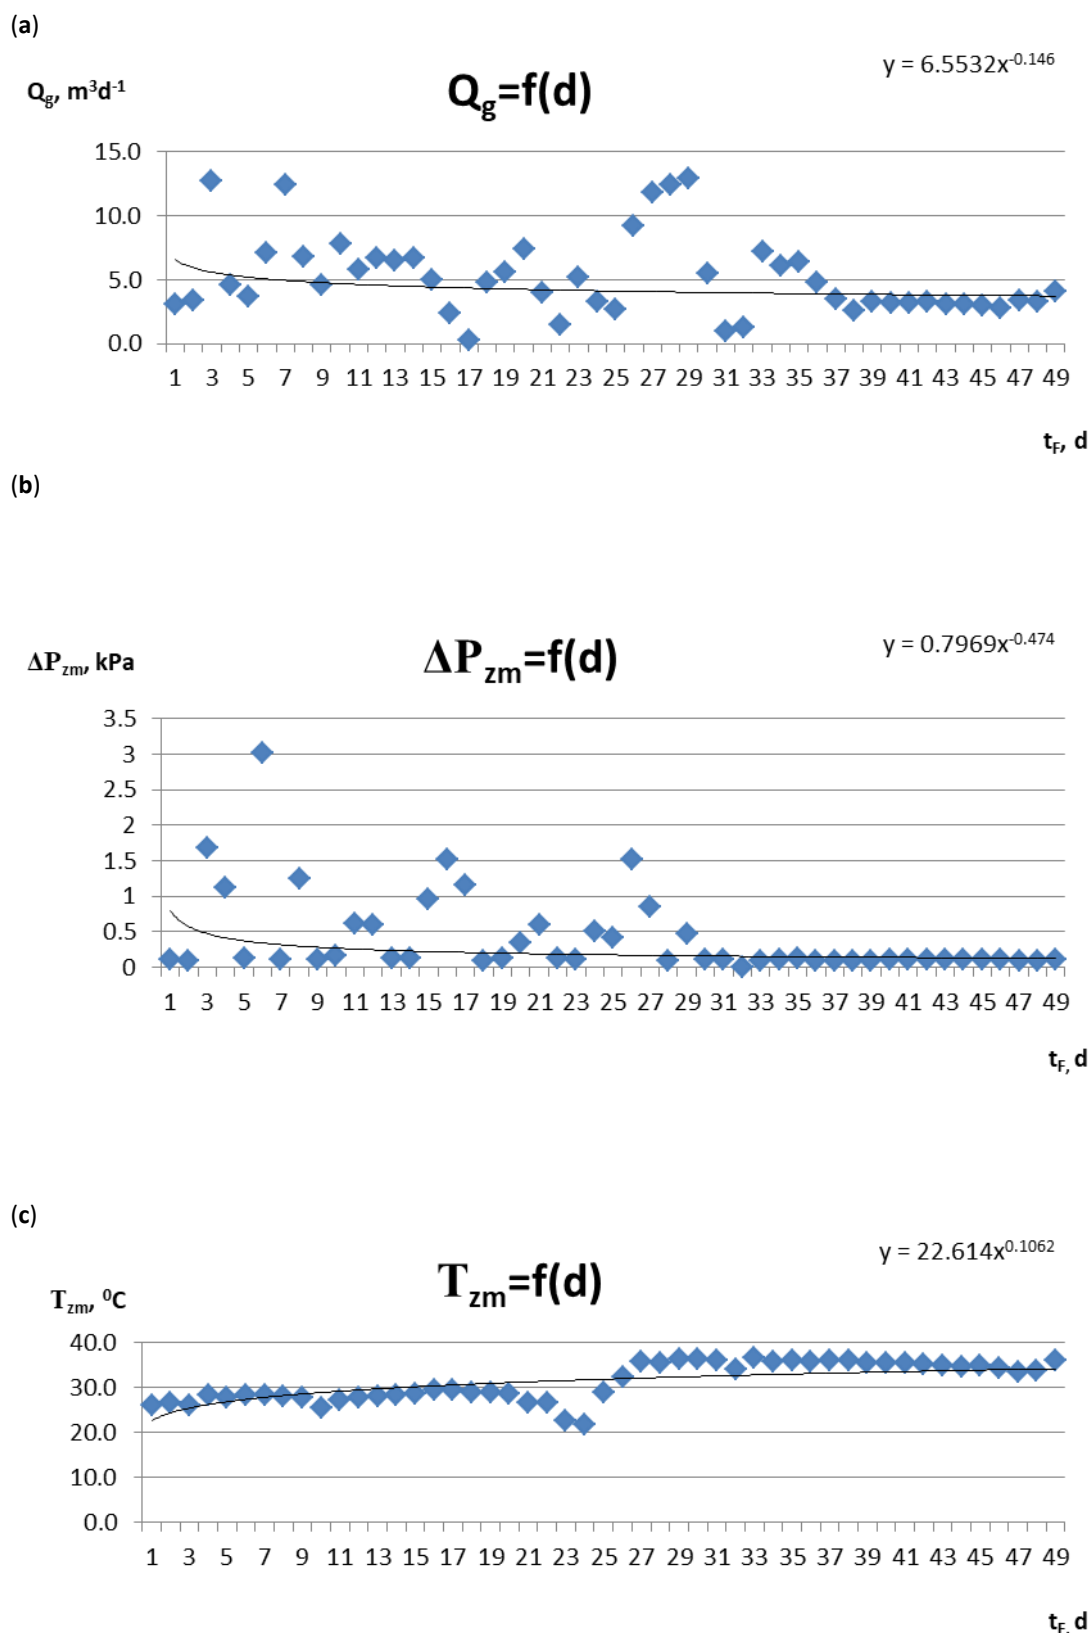 (a)
y = 6.5532x^-0.146
Q_g, m³d⁻¹
Q_g=f(d)
15.0
10.0
5.0
0.0
1 3 5 7 9 11 13 15 17 19 21 23 25 27 29 31 33 35 37 39 41 43 45 47 49
t_F, d
(b)
y = 0.7969x^-0.474
ΔP_zm, kPa
ΔP_zm=f(d)
3.5
3
2.5
2
1.5
1
0.5
0
1 3 5 7 9 11 13 15 17 19 21 23 25 27 29 31 33 35 37 39 41 43 45 47 49
t_F, d
(c)
y = 22.614x^0.1062
T_zm=f(d)
T_zm, ⁰C
40.0
30.0
20.0
10.0
0.0
1 3 5 7 9 11 13 15 17 19 21 23 25 27 29 31 33 35 37 39 41 43 45 47 49
t_F, d